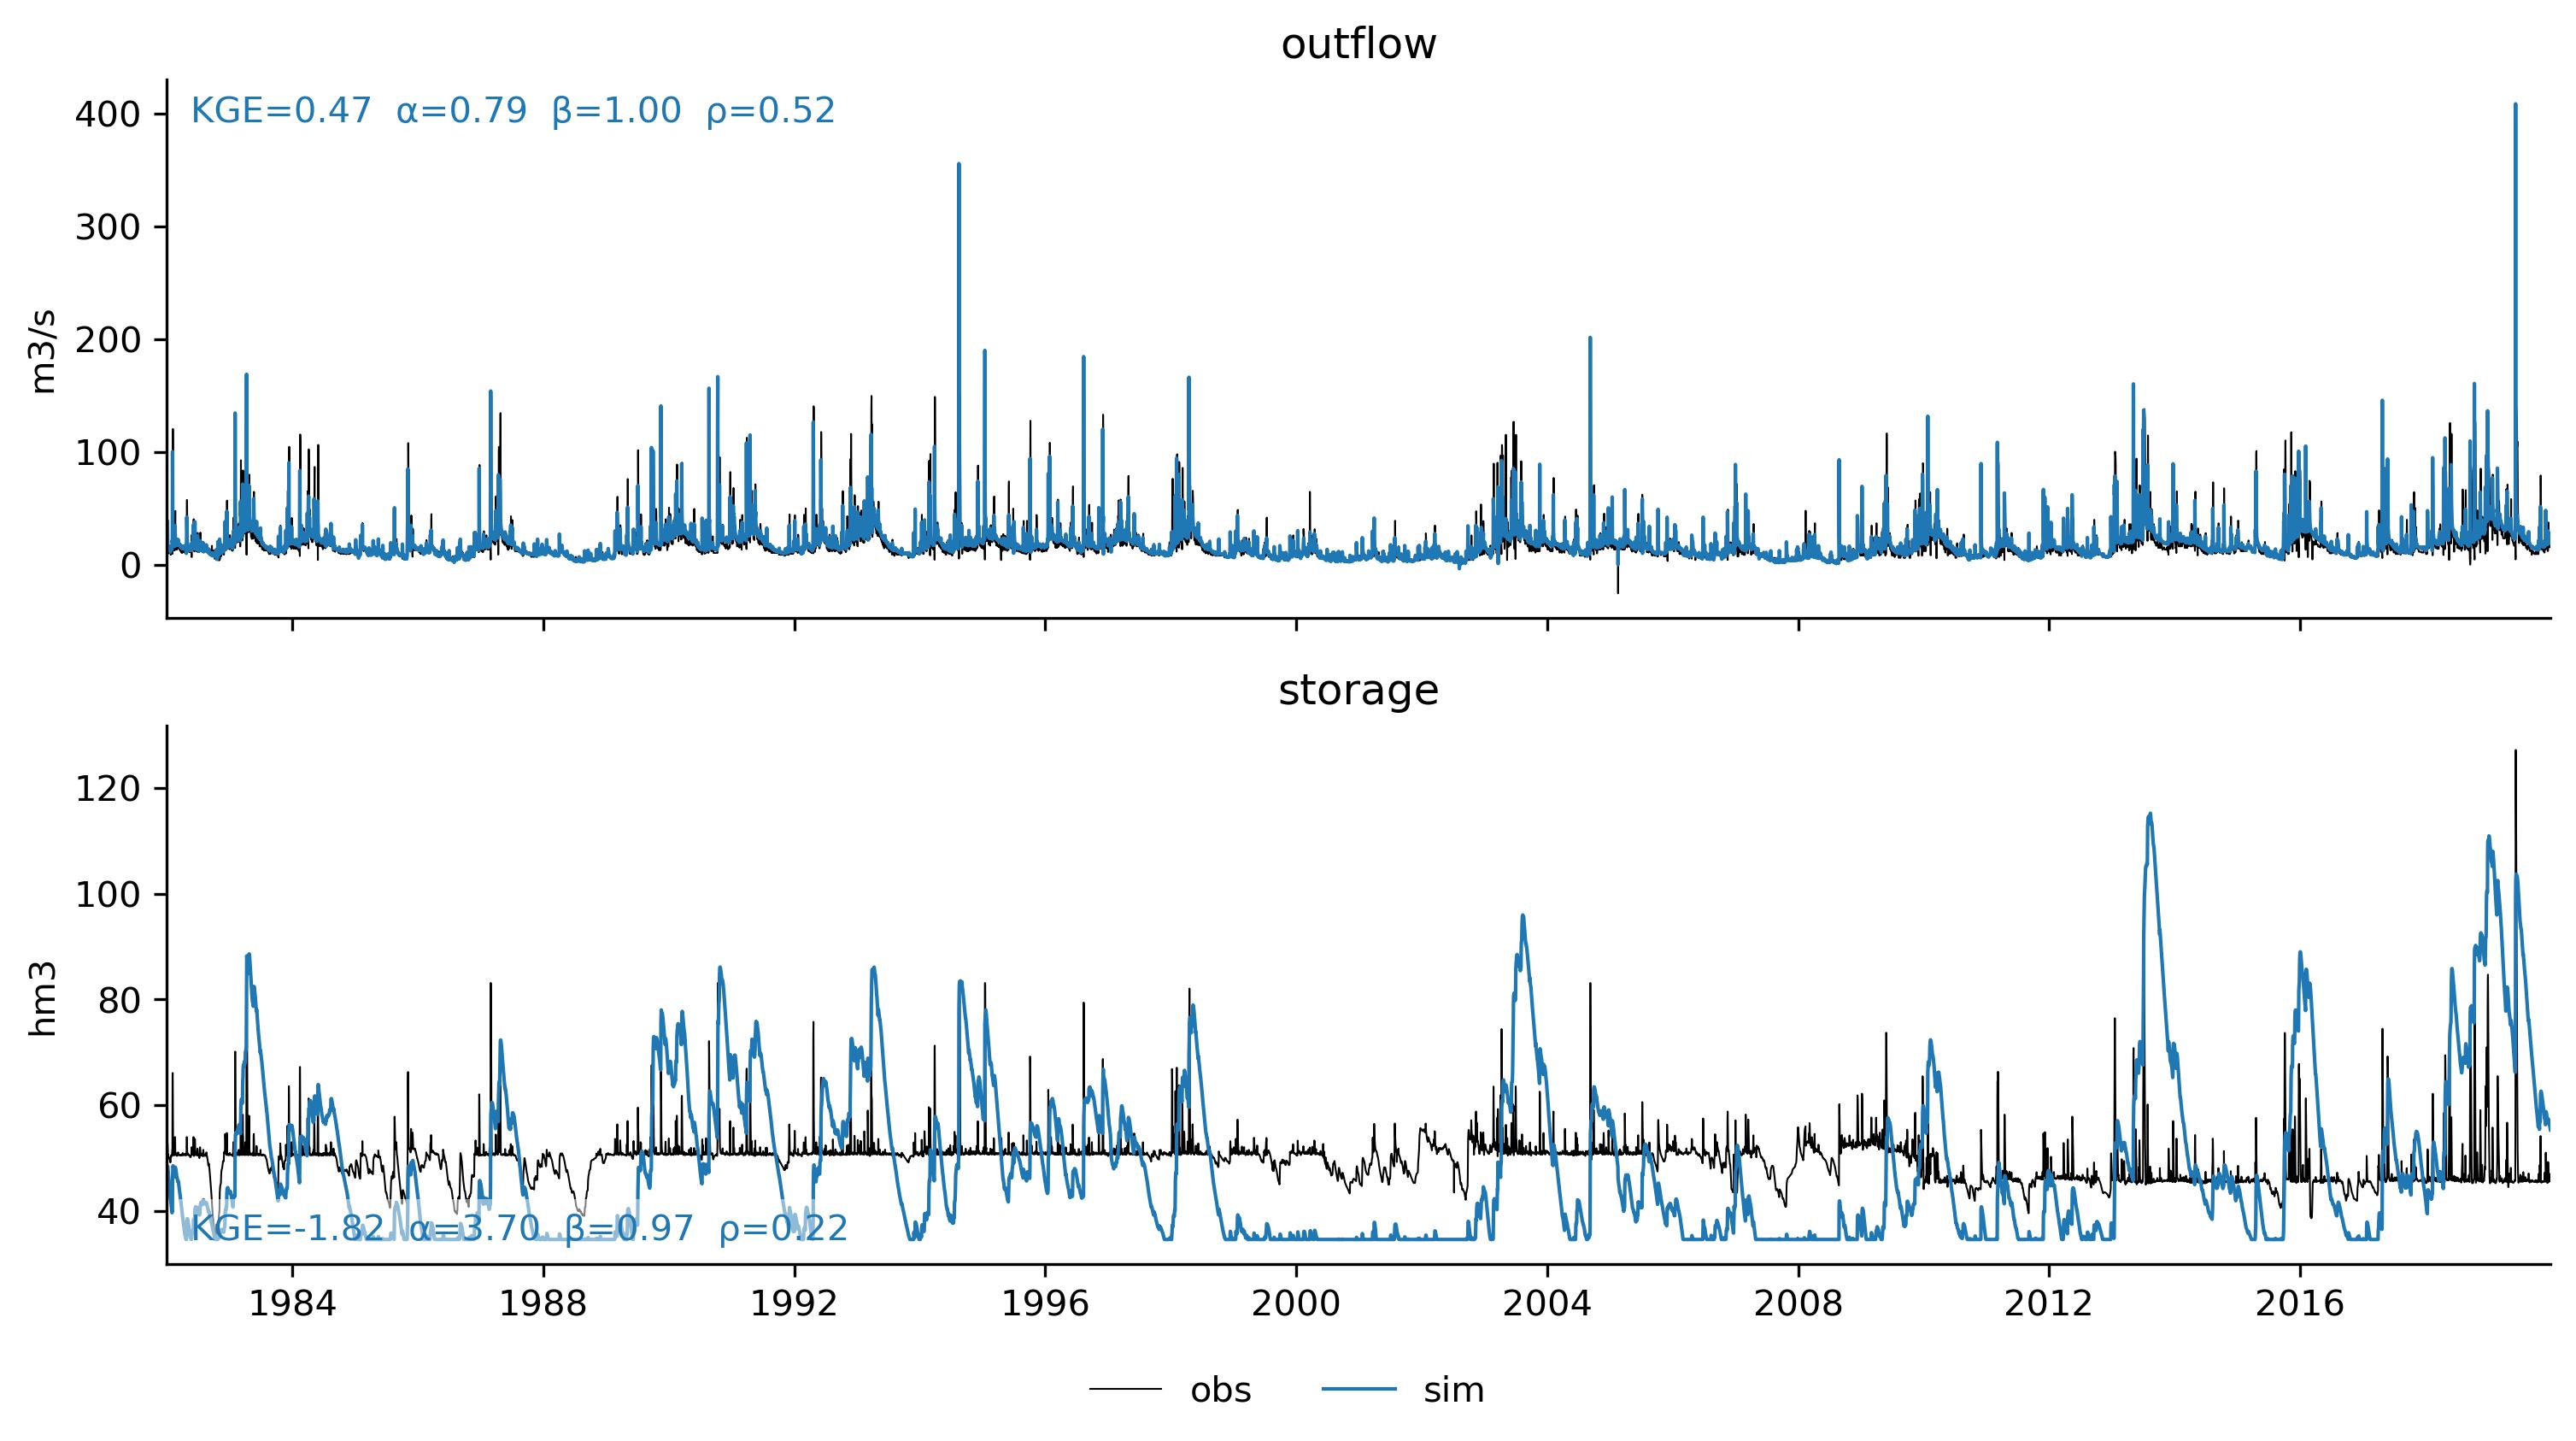 outflow
KGE=0.47 α=0.79 β=1.00 ρ=0.52
400
300
200
100
0
m3/s
storage
120
100
80
60
40
hm3
KGE=-1.82 α=3.70 β=0.97 ρ=0.22
1984 1988 1992 1996 2000 2004 2008 2012 2016
obs sim